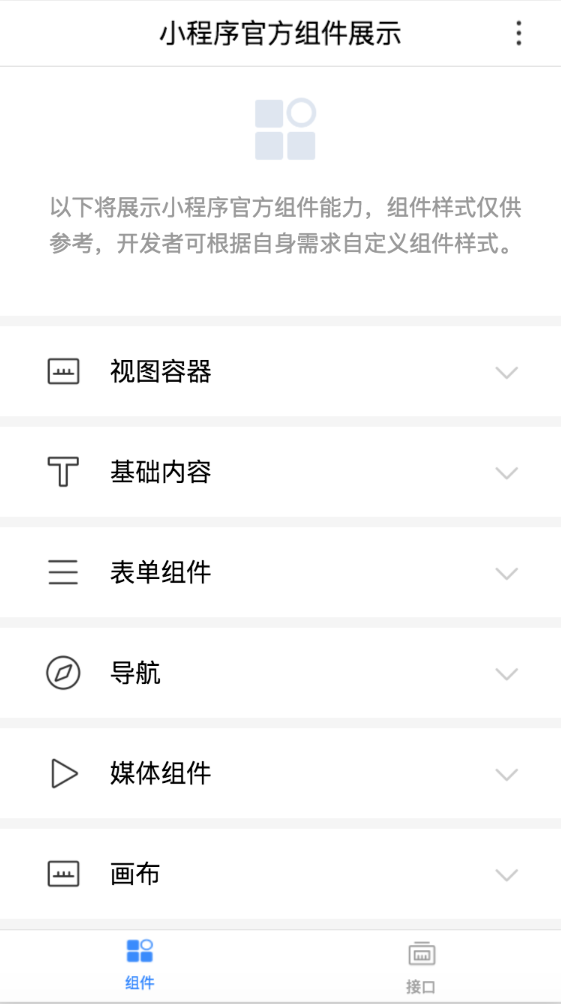 小程序官方组件展示
以下将展示小程序官方组件能力，组件样式仅供
参考，开发者可根据自身需求自定义组件样式。
视图容器
基础内容
表单组件
导航
媒体组件
画布
组件
接口